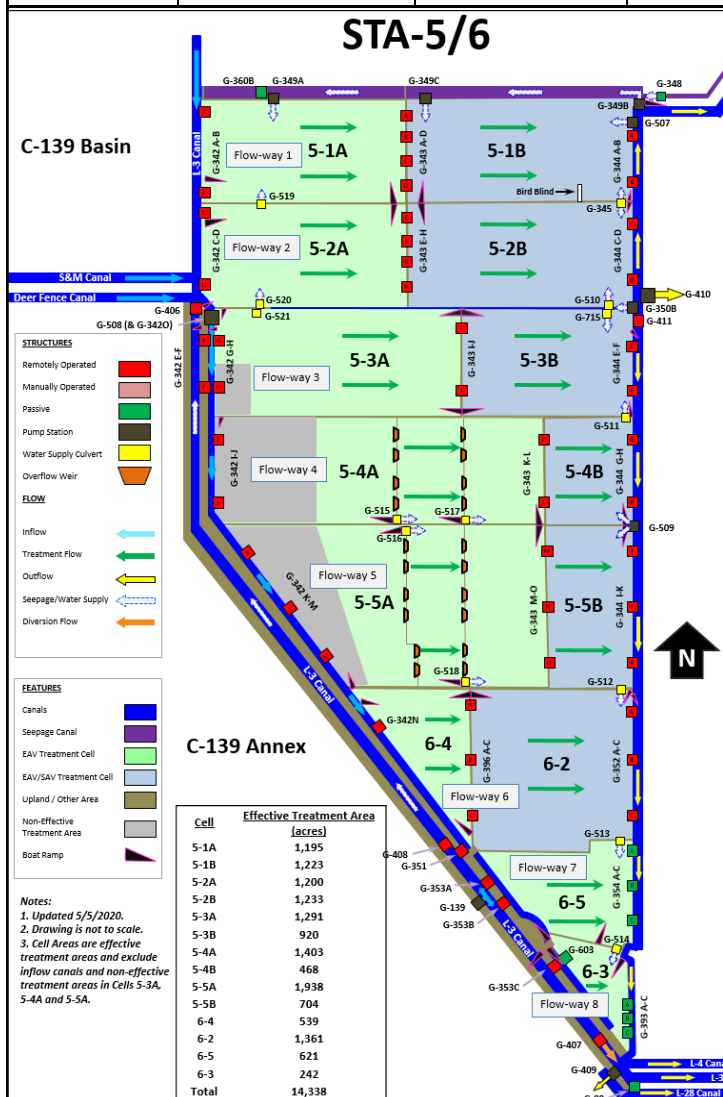 STA-5/6
G-360B
G-349A
G-349C
G-348
G-349B
G-507
C-139 Basin
L-3 Canal
G-342 A-B
Flow-way 1
5-1A
G-343 A-D
5-1B
G-344 A-B
Bird Blind
G-519
G-345
G-342 C-D
Flow-way 2
5-2A
G-343 E-H
5-2B
G-344 C-D
S&M Canal
Deer Fence Canal
G-406
G-520
G-521
G-510
G-715
G-410
G-350B
G-411
G-508 (& G-342O)
G-342 E-F
G-342 G-H
5-3A
Flow-way 3
G-343 I-J
5-3B
G-344 E-F
G-511
G-342 I-J
Flow-way 4
5-4A
G-343 K-L
5-4B
G-344 G-H
G-515
G-516
G-517
G-509
G-342 K-M
Flow-way 5
5-5A
G-343 M-O
5-5B
G-344 I-K
G-518
G-512
L-3 Canal
N
STRUCTURES
Remotely Operated
Manually Operated
Passive
Pump Station
Water Supply Culvert
Overflow Weir
FLOW
Inflow
Treatment Flow
Outflow
Seepage/Water Supply
Diversion Flow
FEATURES
Canals
Seepage Canal
EAV Treatment Cell
EAV/SAV Treatment Cell
Upland / Other Area
Non-Effective
Treatment Area
Boat Ramp
Notes:
1. Updated 5/5/2020.
2. Drawing is not to scale.
3. Cell Areas are effective
treatment areas and exclude
inflow canals and non-effective
treatment areas in Cells 5-3A,
5-4A and 5-5A.
C-139 Annex
G-342N
6-4
G-396 A-C
6-2
G-352 A-C
Flow-way 6
G-513
G-408
G-351
Flow-way 7
G-354 A-C
G-353A
G-139
G-353B
6-5
L-3 Canal
G-514
G-603
6-3
G-353C
Flow-way 8
G-393 A-C
G-407
G-409
L-4 Cana
L-3
L-28 Canal
Cell Effective Treatment Area
(acres)
5-1A 1,195
5-1B 1,223
5-2A 1,200
5-2B 1,233
5-3A 1,291
5-3B 920
5-4A 1,403
5-4B 468
5-5A 1,938
5-5B 704
6-4 539
6-2 1,361
6-5 621
6-3 242
Total 14,338